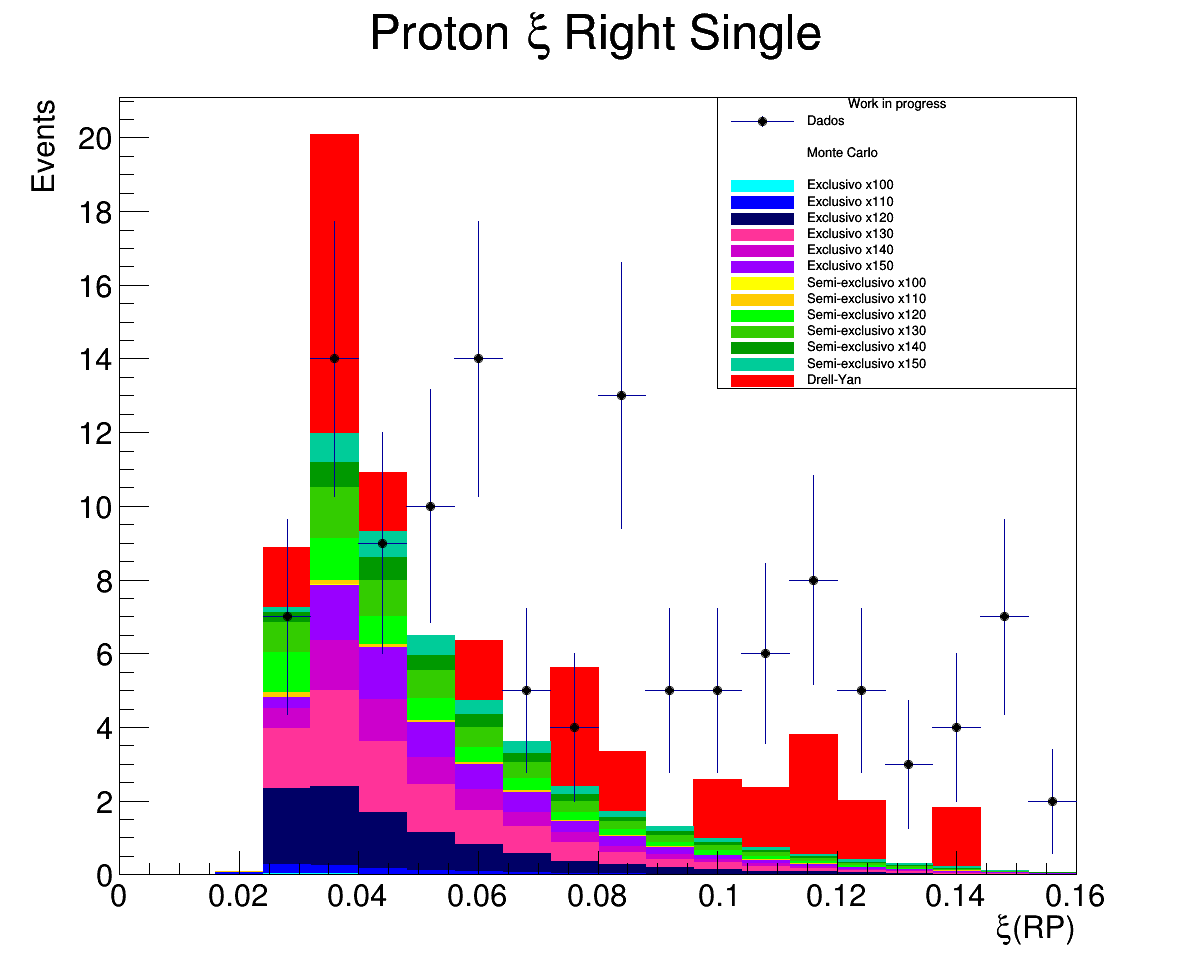 Proton ξ Right Single
Events
20
18
16
14
12
10
8
6
4
2
0
Work in progress
Dados
Monte Carlo
Exclusivo x100
Exclusivo x110
Exclusivo x120
Exclusivo x130
Exclusivo x140
Exclusivo x150
Semi-exclusivo x100
Semi-exclusivo x110
Semi-exclusivo x120
Semi-exclusivo x130
Semi-exclusivo x140
Semi-exclusivo x150
Drell-Yan
0 0.02 0.04 0.06 0.08 0.1 0.12 0.14 0.16
ξ(RP)